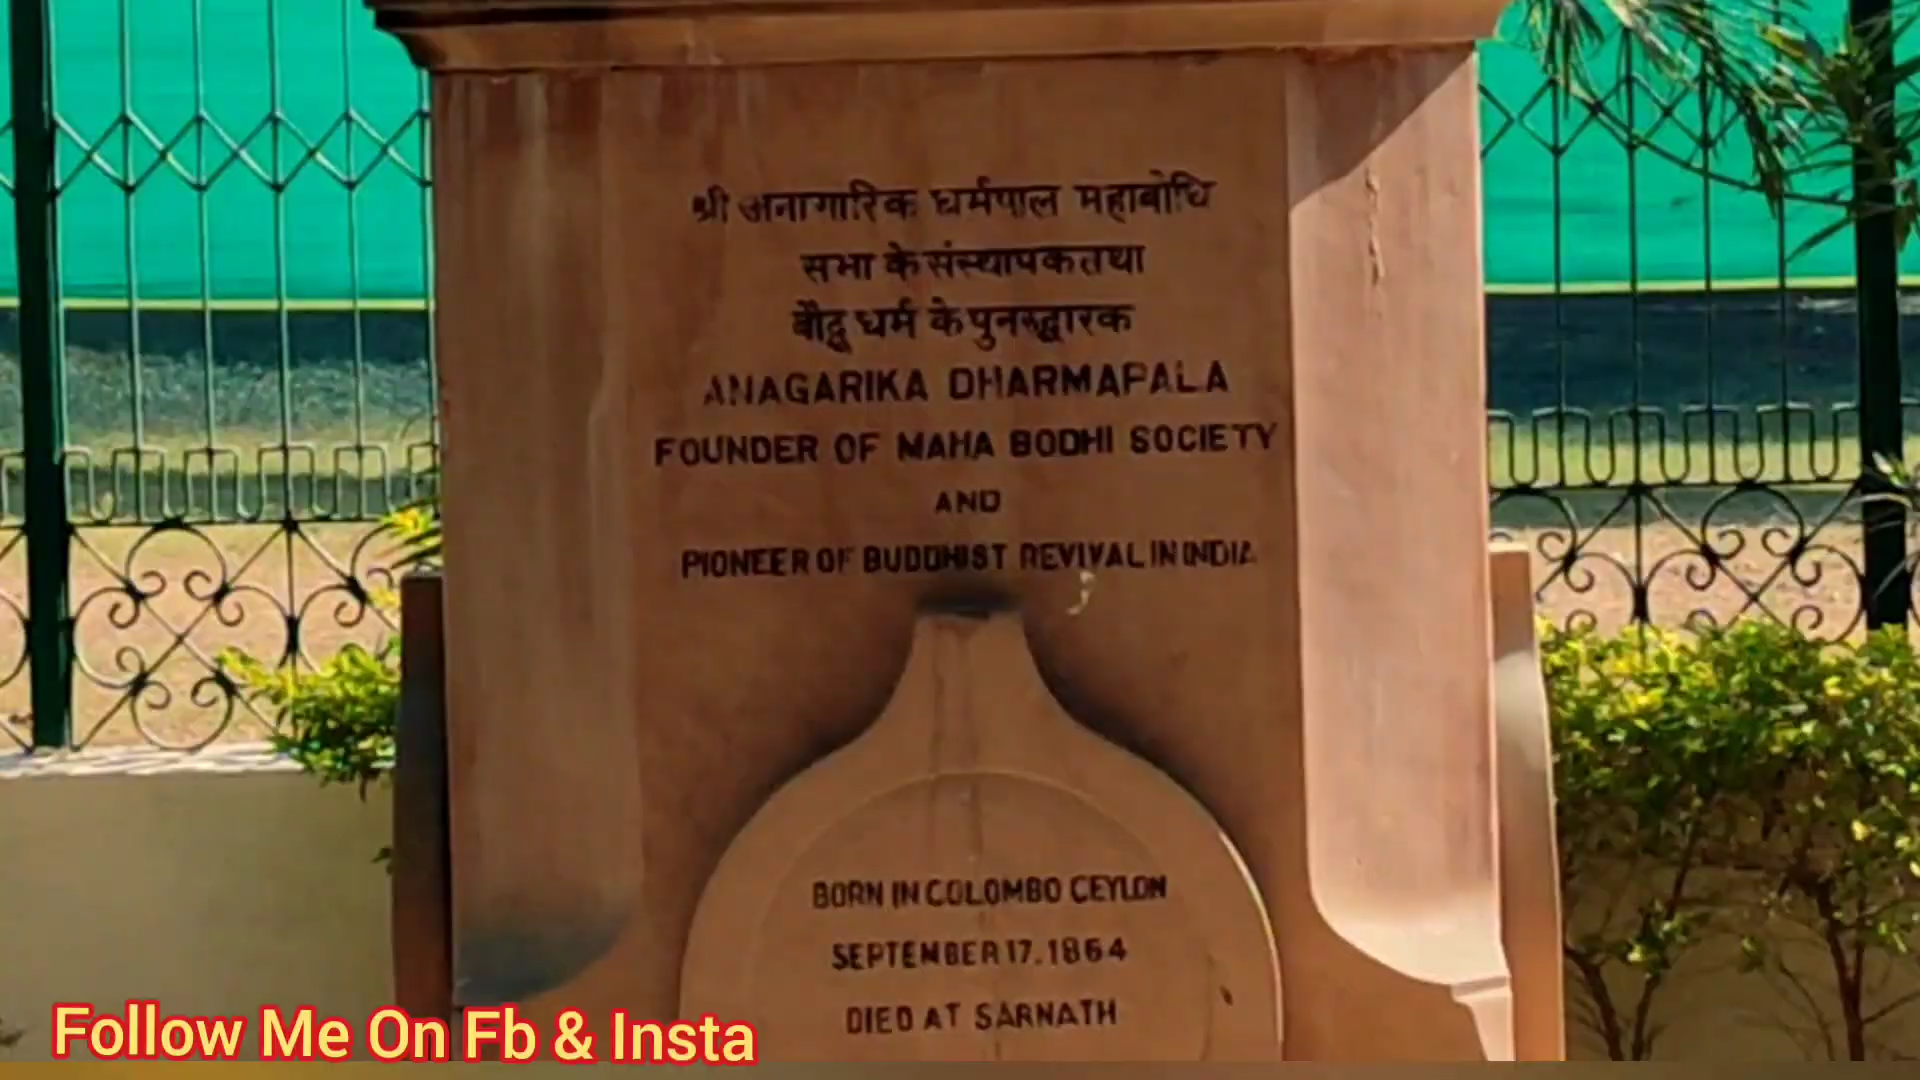 श्री अनागारिक धर्मपाल महाबोधि
सभा के संस्थापक तथा
बौद्ध धर्म के पुनरुद्धारक
ANAGARIKA DHARMAPALA
FOUNDER OF MAHA BODHI SOCIETY
AND
PIONEER OF BUDDHIST REVIVAL IN INDIA
BORN IN COLOMBO CEYLON
SEPTEMBER 17. 1864
DIED AT SARNATH
Follow Me On Fb & Insta